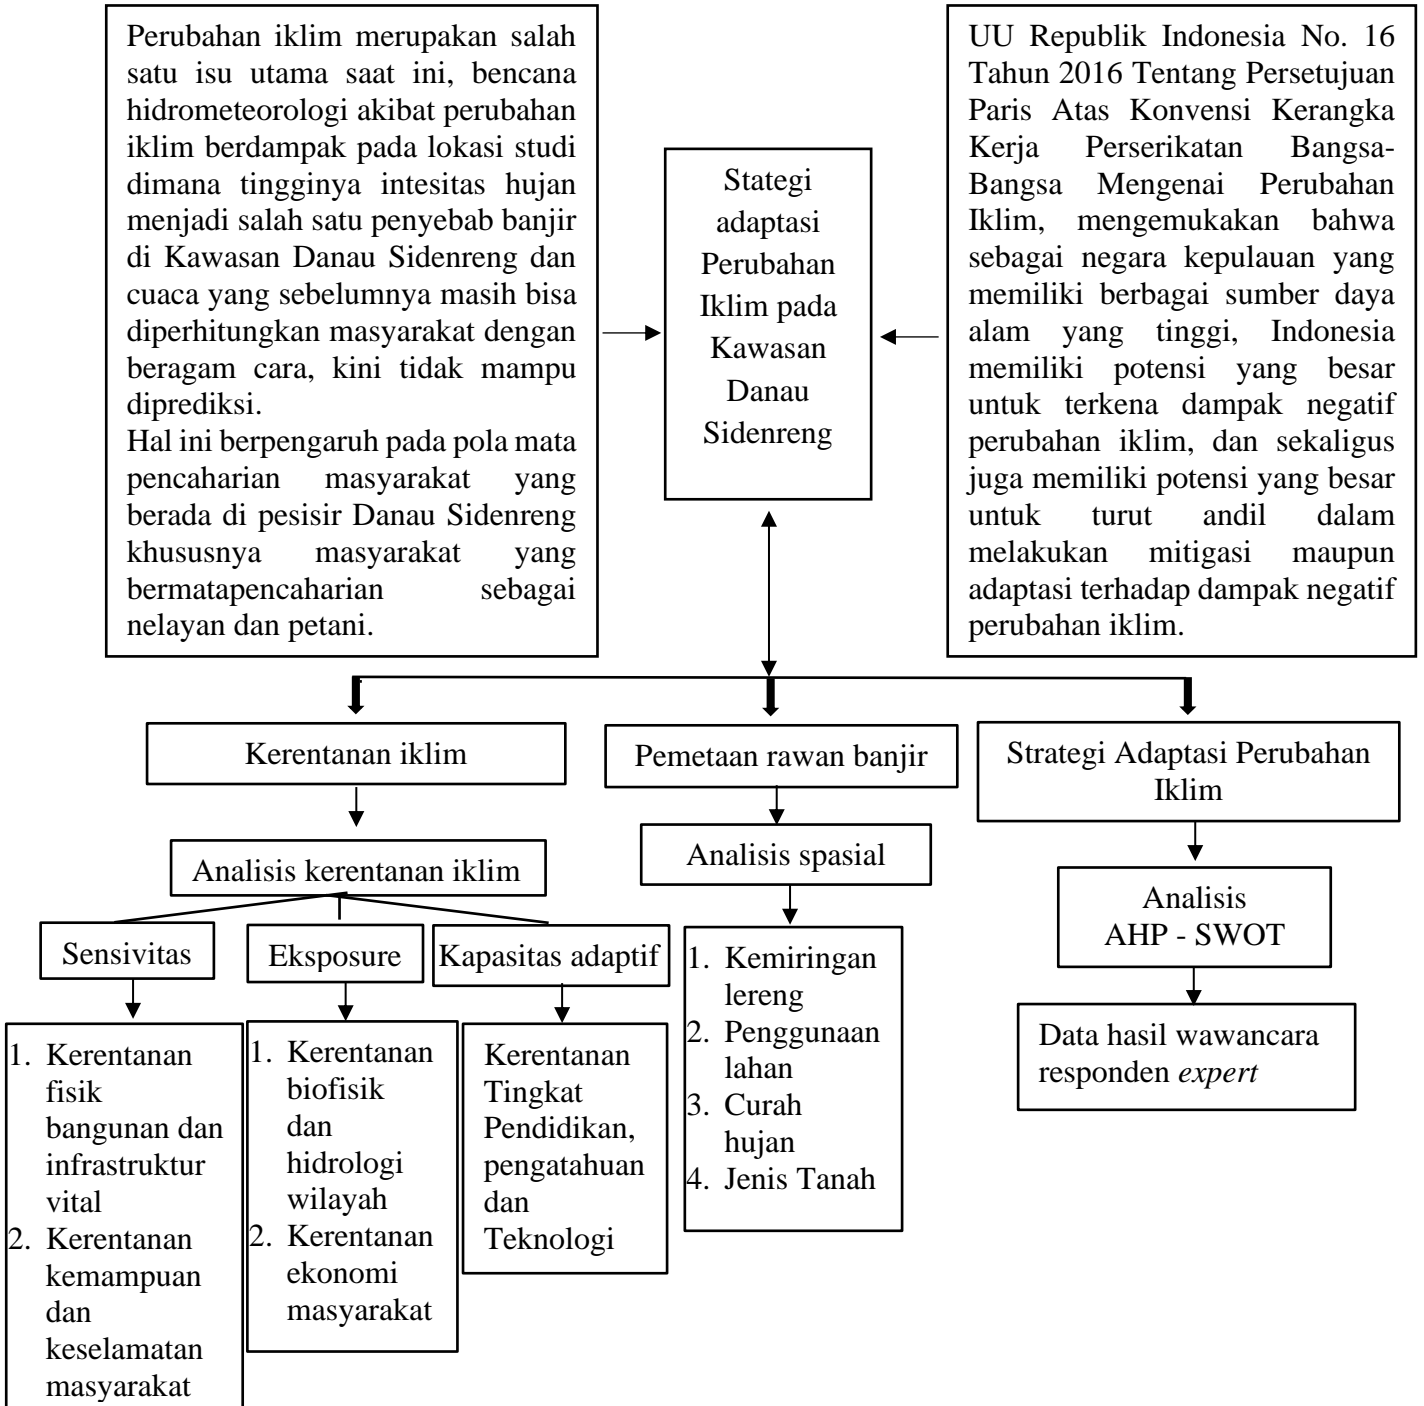 Perubahan iklim merupakan salah
satu isu utama saat ini, bencana
hidrometeorologi akibat perubahan
iklim berdampak pada lokasi studi
dimana tingginya intesitas hujan
menjadi salah satu penyebab banjir
di Kawasan Danau Sidenreng dan
cuaca yang sebelumnya masih bisa
diperhitungkan masyarakat dengan
beragam cara, kini tidak mampu
diprediksi.
Hal ini berpengaruh pada pola mata
pencaharian masyarakat yang
berada di pesisir Danau Sidenreng
khususnya masyarakat yang
bermatapencaharian sebagai
nelayan dan petani.
Stategi
adaptasi
Perubahan
Iklim pada
Kawasan
Danau
Sidenreng
UU Republik Indonesia No. 16
Tahun 2016 Tentang Persetujuan
Paris Atas Konvensi Kerangka
Kerja Perserikatan Bangsa-
Bangsa Mengenai Perubahan
Iklim, mengemukakan bahwa
sebagai negara kepulauan yang
memiliki berbagai sumber daya
alam yang tinggi, Indonesia
memiliki potensi yang besar
untuk terkena dampak negatif
perubahan iklim, dan sekaligus
juga memiliki potensi yang besar
untuk turut andil dalam
melakukan mitigasi maupun
adaptasi terhadap dampak negatif
perubahan iklim.
Kerentanan iklim
Pemetaan rawan banjir
Strategi Adaptasi Perubahan
Iklim
Analisis kerentanan iklim
Analisis spasial
Analisis
AHP - SWOT
Sensivitas
Eksposure
Kapasitas adaptif
1. Kerentanan
fisik
bangunan dan
infrastruktur
vital
2. Kerentanan
kemampuan
dan
keselamatan
masyarakat
1. Kerentanan
biofisik
dan
hidrologi
wilayah
2. Kerentanan
ekonomi
masyarakat
Kerentanan
Tingkat
Pendidikan,
pengatahuan
dan
Teknologi
1. Kemiringan
lereng
2. Penggunaan
lahan
3. Curah
hujan
4. Jenis Tanah
Data hasil wawancara
responden expert